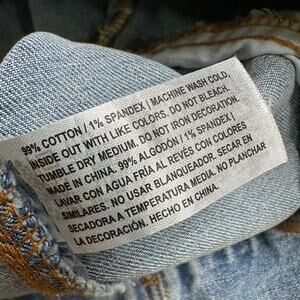 99% COTTON / 1% SPANDEX | MACHINE WASH COLD,
INSIDE OUT WITH LIKE COLORS. DO NOT BLEACH.
TUMBLE DRY MEDIUM. DO NOT IRON DECORATION.
MADE IN CHINA. 99% ALGODÓN | 1% SPANDEX /
LAVAR CON AGUA FRÍA AL REVÉS CON COLORES
SIMILARES. NO USAR BLANQUEADOR. SECAR EN
SECADORA A TEMPERATURA MEDIA. NO PLANCHAR
LA DECORACIÓN. HECHO EN CHINA.